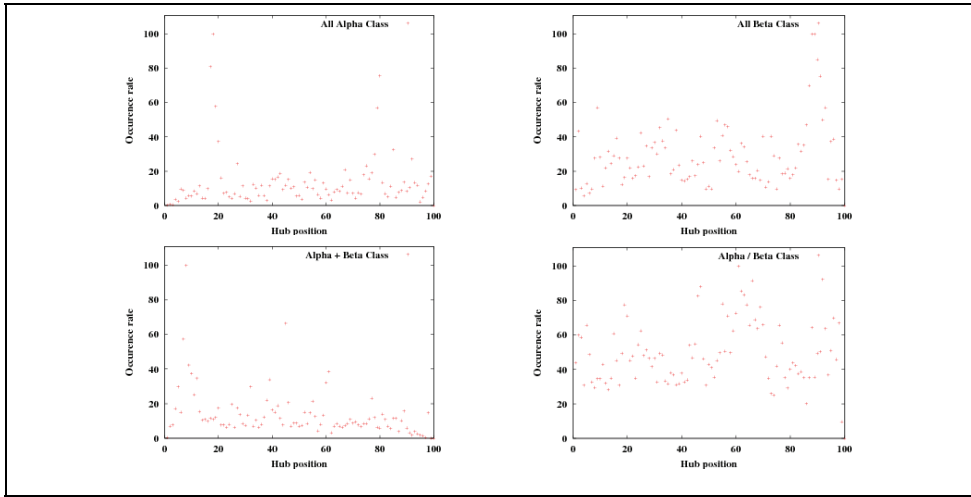 All Alpha Class
100
80
60
40
20
0
0 20 40 60 80 100
Occurence rate
Hub position
All Beta Class
100
80
60
40
20
0
0 20 40 60 80 100
Occurence rate
Hub position
Alpha + Beta Class
100
80
60
40
20
0
0 20 40 60 80 100
Occurence rate
Hub position
Alpha / Beta Class
100
80
60
40
20
0
0 20 40 60 80 100
Occurence rate
Hub position